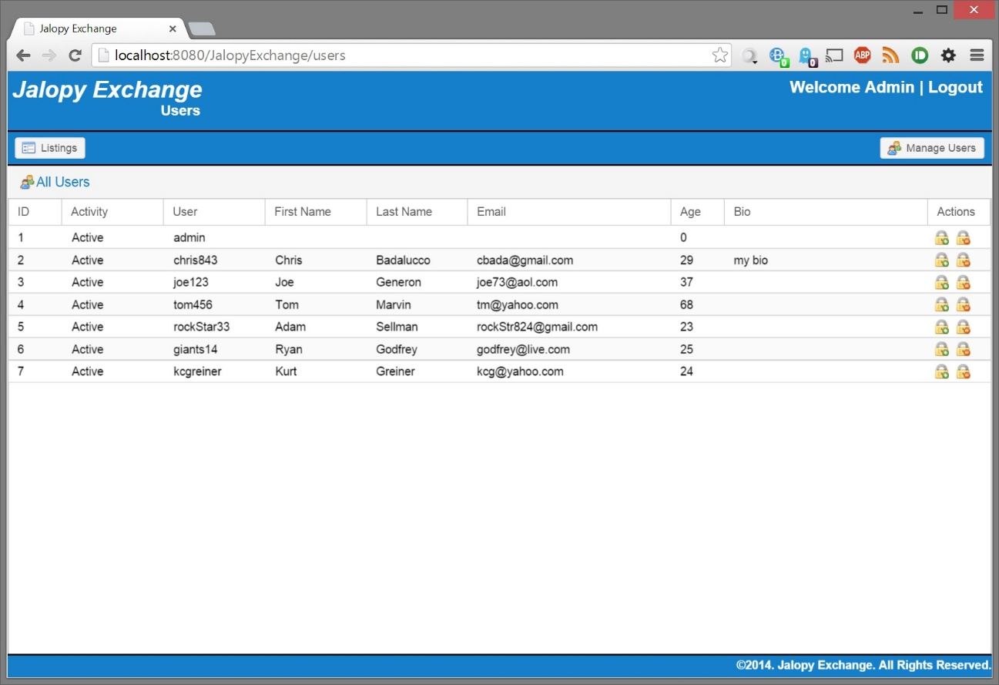 Jalopy Exchange
localhost:8080/JalopyExchange/users
0
0
ABP
Jalopy Exchange
Welcome Admin | Logout
Users
Listings
Manage Users
All Users
ID Activity User First Name Last Name Email Age Bio Actions
1 Active admin 0
2 Active chris843 Chris Badalucco cbada@gmail.com 29 my bio
3 Active joe123 Joe Generon joe73@aol.com 37
4 Active tom456 Tom Marvin tm@yahoo.com 68
5 Active rockStar33 Adam Sellman rockStr824@gmail.com 23
6 Active giants14 Ryan Godfrey godfrey@live.com 25
7 Active kcgreiner Kurt Greiner kcg@yahoo.com 24
©2014. Jalopy Exchange. All Rights Reserved.